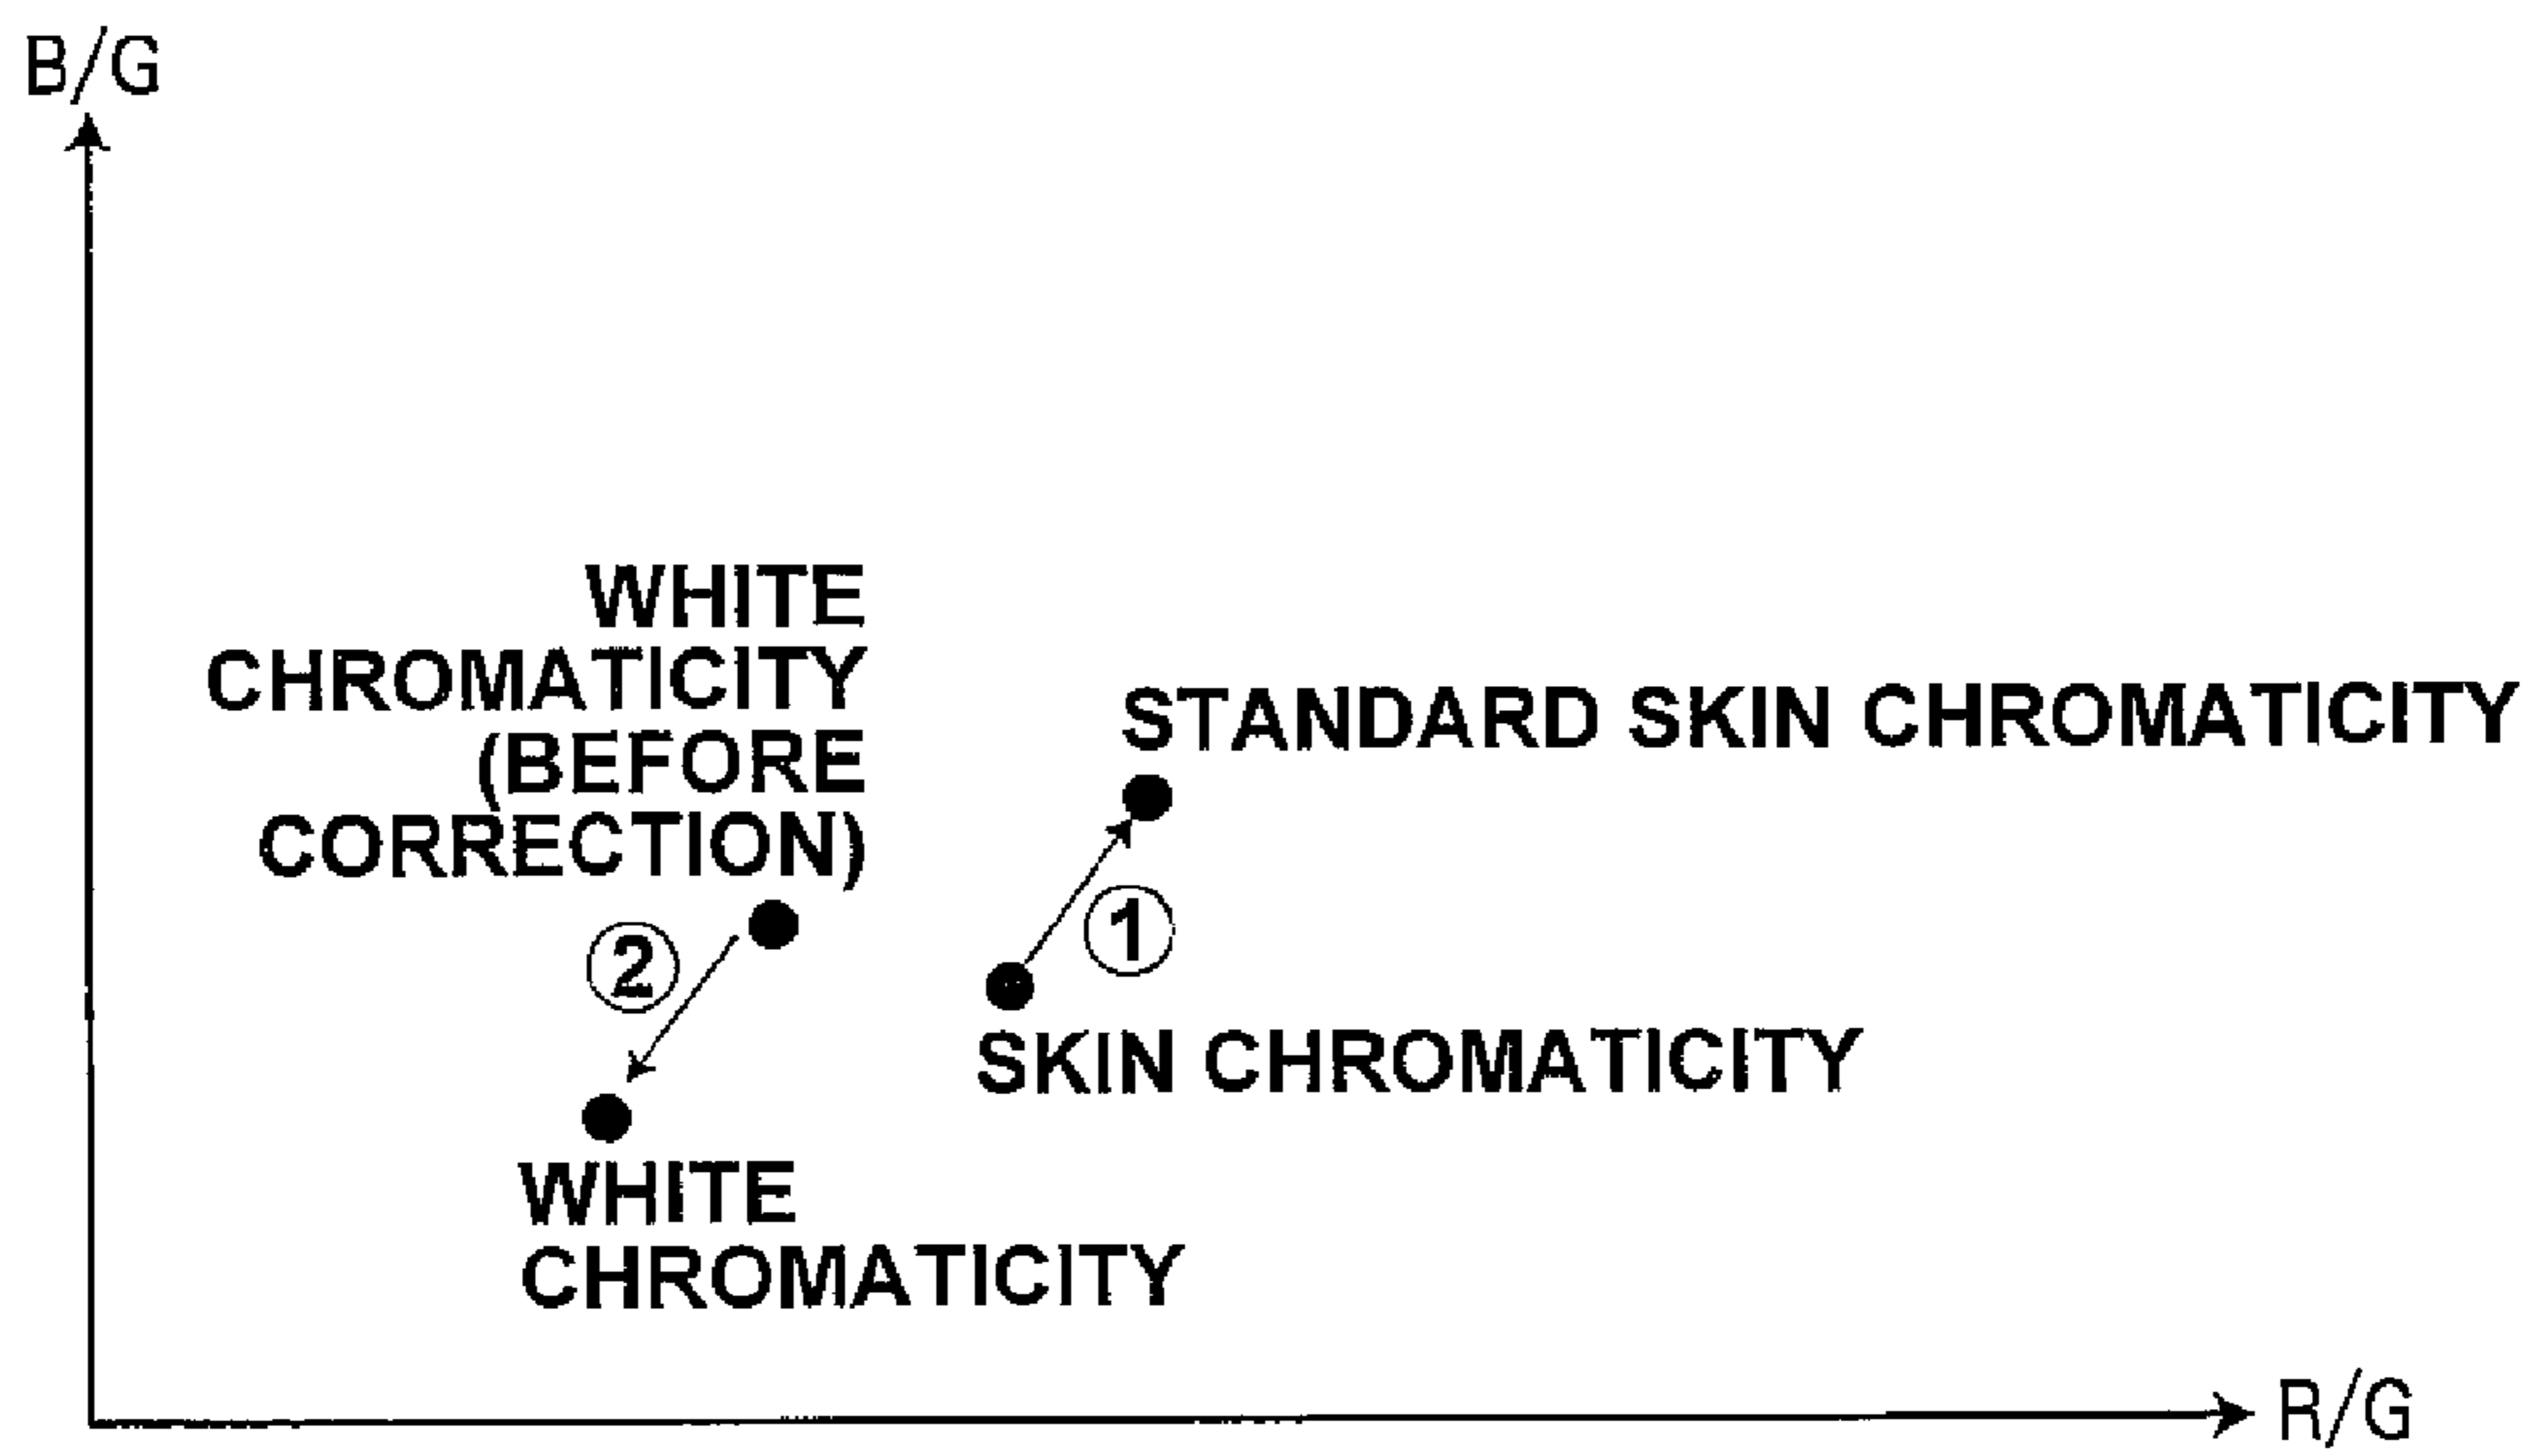 B/G
WHITE
CHROMATICITY
(BEFORE
CORRECTION)
STANDARD SKIN CHROMATICITY
①
②
SKIN CHROMATICITY
WHITE
CHROMATICITY
R/G